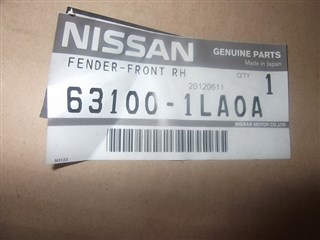 NISSAN GENUINE PARTS
Made in Japan
FENDER-FRONT RH
20120611 QTY 1
63100-1LA0A
NISSAN MOTOR CO.,LTD